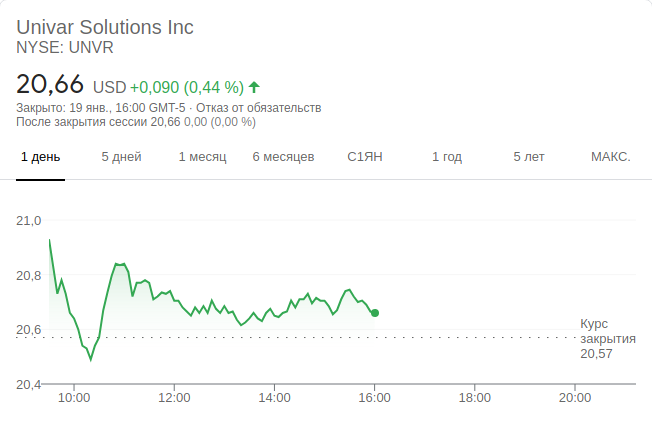 Univar Solutions Inc
NYSE: UNVR
20,66 USD +0,090 (0,44 %)
Закрыто: 19 янв., 16:00 GMT-5 · Отказ от обязательств
После закрытия сессии 20,66 0,00 (0,00 %)
1 день 5 дней 1 месяц 6 месяцев С1ЯН 1 год 5 лет МАКС.
21,0
20,8
20,6
Курс
закрытия
20,57
20,4
10:00 12:00 14:00 16:00 18:00 20:00